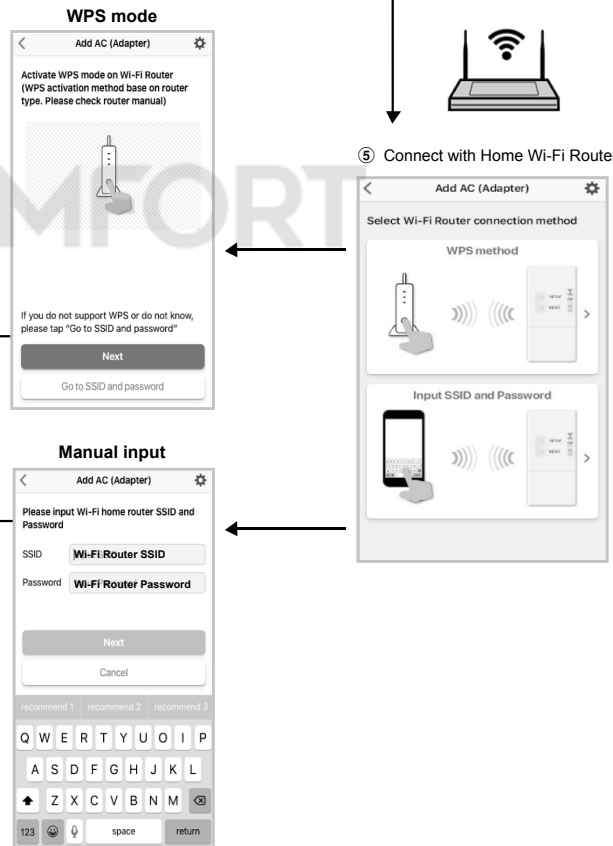 WPS mode
Add AC (Adapter)
Activate WPS mode on Wi-Fi Router
(WPS activation method base on router
type. Please check router manual)
If you do not support WPS or do not know,
please tap "Go to SSID and password"
Next
Go to SSID and password
⑤ Connect with Home Wi-Fi Route
Add AC (Adapter)
Select Wi-Fi Router connection method
WPS method
SETUP
RESET
Input SSID and Password
SETUP
RESET
Manual input
Add AC (Adapter)
Please input Wi-Fi home router SSID and
Password
SSID Wi-Fi Router SSID
Password Wi-Fi Router Password
Next
Cancel
recommend 1 recommend 2 recommend 3
Q W E R T Y U O I P
A S D F G H J K L
Z X C V B N M
123 space return
MFORT